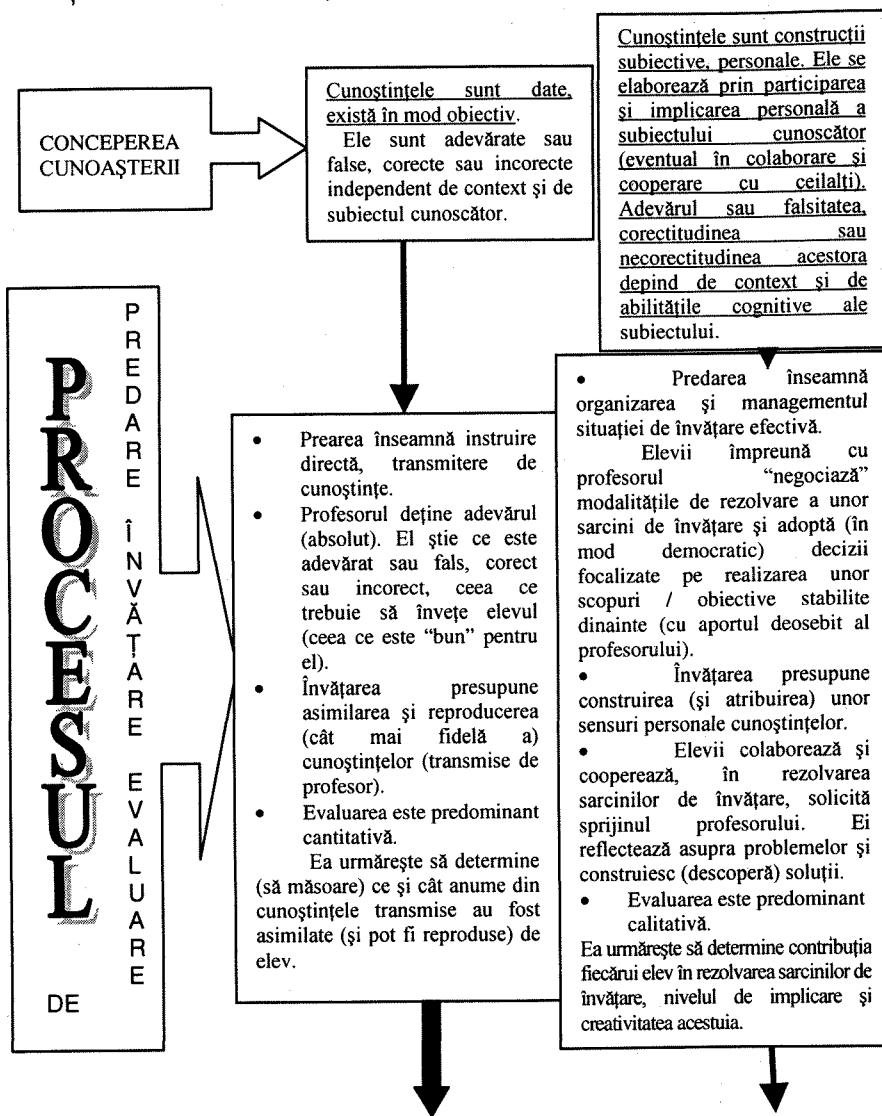 CONCEPEREA
CUNOAŞTERII
Cunoştinţele sunt date,
există în mod obiectiv.
Ele sunt adevărate sau
false, corecte sau incorecte
independent de context şi de
subiectul cunoscător.
Cunoştinţele sunt construcţii
subiective, personale. Ele se
elaborează prin participarea
şi implicarea personală a
subiectului cunoscător
(eventual în colaborare şi
cooperare cu ceilalţi).
Adevărul sau falsitatea,
corectitudinea sau
necorectitudinea acestora
depind de context şi de
abilităţile cognitive ale
subiectului.
PROCESUL
DE
PREDARE ÎNVĂŢARE EVALUARE
• Prearea înseamnă instruire
directă, transmitere de
cunoştinţe.
• Profesorul deţine adevărul
(absolut). El ştie ce este
adevărat sau fals, corect
sau incorect, ceea ce
trebuie să înveţe elevul
(ceea ce este “bun” pentru
el).
• Învăţarea presupune
asimilarea şi reproducerea
(cât mai fidelă a)
cunoştinţelor (transmise de
profesor).
• Evaluarea este predominant
cantitativă.
Ea urmăreşte să determine
(să măsoare) ce şi cât anume din
cunoştinţele transmise au fost
asimilate (şi pot fi reproduse) de
elev.
• Predarea înseamnă
organizarea şi managementul
situaţiei de învăţare efectivă.
Elevii împreună cu
profesorul “negociază”
modalităţile de rezolvare a unor
sarcini de învăţare şi adoptă (în
mod democratic) decizii
focalizate pe realizarea unor
scopuri / obiective stabilite
dinainte (cu aportul deosebit al
profesorului).
• Învăţarea presupune
construirea (şi atribuirea) unor
sensuri personale cunoştinţelor.
• Elevii colaborează şi
cooperează, în rezolvarea
sarcinilor de învăţare, solicită
sprijinul profesorului. Ei
reflectează asupra problemelor şi
construiesc (descoperă) soluţii.
• Evaluarea este predominant
calitativă.
Ea urmăreşte să determine contribuţia
fiecărui elev în rezolvarea sarcinilor de
învăţare, nivelul de implicare şi
creativitatea acestuia.